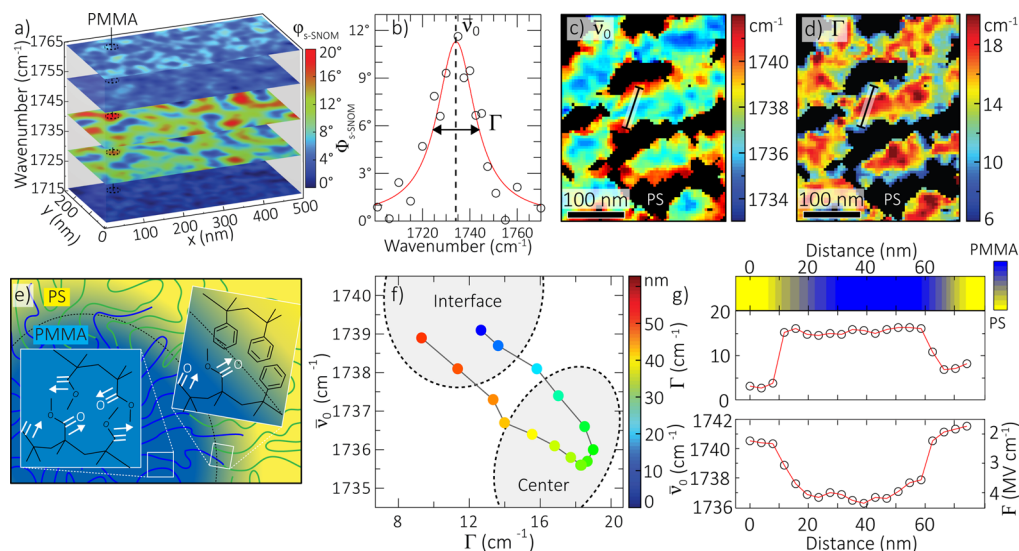 a)
PMMA
Wavenumber (cm⁻¹)
1765
1755
1745
1735
1725
1715
φs-SNOM
20°
16°
12°
8°
4°
0°
200
y (nm)
0
0
100
200
300
400
500
x (nm)
b)
ν̄₀
Γ
Φs-SNOM
12°
9°
6°
3°
0°
1720
1740
1760
Wavenumber (cm⁻¹)
c) ν̄₀
PS
100 nm
cm⁻¹
1740
1738
1736
1734
d) Γ
PS
100 nm
cm⁻¹
18
14
10
6
e)
PS
PMMA
O
O
O
O
O
O
O
O
O
O
O
O
f)
Interface
Center
1740
1739
1738
1737
1736
1735
ν̄₀ (cm⁻¹)
8
12
16
20
Γ (cm⁻¹)
nm
50
40
30
20
10
0
g)
Distance (nm)
0
20
40
60
PMMA
PS
20
10
0
Γ (cm⁻¹)
1742
1740
1738
1736
ν̄₀ (cm⁻¹)
2
3
4
F (MV cm⁻¹)
0
20
40
60
Distance (nm)